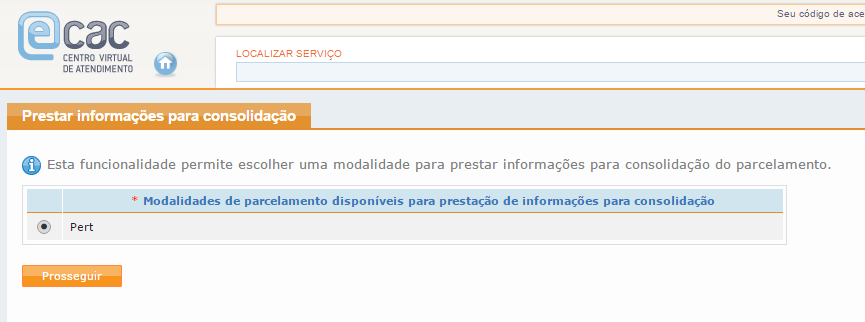 ecac
CENTRO VIRTUAL
DE ATENDIMENTO
Seu código de ace
LOCALIZAR SERVIÇO
Prestar informações para consolidação
Esta funcionalidade permite escolher uma modalidade para prestar informações para consolidação do parcelamento.
* Modalidades de parcelamento disponíveis para prestação de informações para consolidação
Pert
Prosseguir